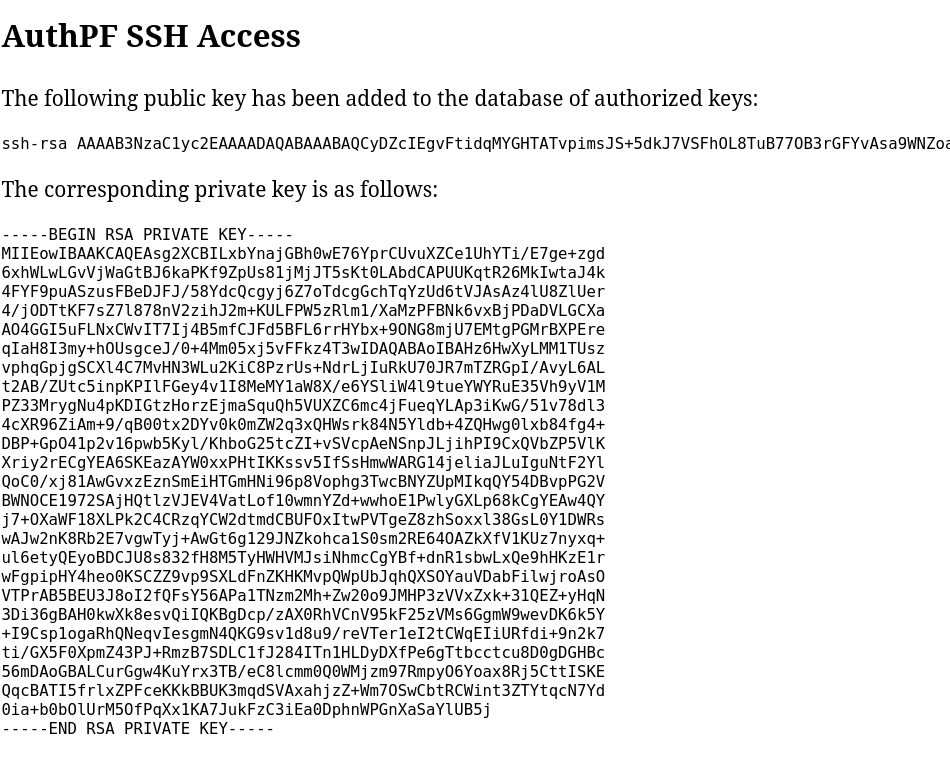 AuthPF SSH Access
The following public key has been added to the database of authorized keys:
ssh-rsa AAAAB3NzaC1yc2EAAAADAQABAAABAQCyDZcIEgvFtidqMYGHTATvpimsJS+5dkJ7VSFhOL8TuB77OB3rGFYvAsa9WNZoa
The corresponding private key is as follows:
-----BEGIN RSA PRIVATE KEY-----
MIIEowIBAAKCAQEAsg2XCBILxbYnajGBh0wE76YprCUvuXZCe1UhYTi/E7ge+zgd
6xhWLwLGvVjWaGtBJ6kaPKf9ZpUs81jMjJT5sKt0LAbdCAPUUKqtR26MkIwtaJ4k
4FYF9puASzusFBeDJFJ/58YdcQcgyj6Z7oTdcgGchTqYzUd6tVJAsAz4lU8ZlUer
4/jODTtKF7sZ7l878nV2zihJ2m+KULFPW5zRlm1/XaMzPFBNk6vxBjPDaDVLGCXa
AO4GGI5uFLNxCWvIT7Ij4B5mfCJFd5BFL6rrHYbx+9ONG8mjU7EMtgPGMrBXPEre
qIaH8I3my+hOUsgceJ/0+4Mm05xj5vFFkz4T3wIDAQABAoIBAHz6HwXyLMM1TUsz
vphqGpjgSCXl4C7MvHN3WLu2KiC8PzrUs+NdrLjIuRkU70JR7mTZRGpI/AvyL6AL
t2AB/ZUtc5inpKPIlFGey4v1I8MeMY1aW8X/e6YSliW4l9tueYWYRuE35Vh9yV1M
PZ33MrygNu4pKDIGtzHorzEjmaSquQh5VUXZC6mc4jFueqYLAp3iKwG/51v78dl3
4cXR96ZiAm+9/qB00tx2DYv0k0mZW2q3xQHWsrk84N5Yldb+4ZQHwg0lxb84fg4+
DBP+GpO41p2v16pwb5Kyl/KhboG25tcZI+vSVcpAeNSnpJLjihPI9CxQVbZP5VlK
Xriy2rECgYEA6SKEazAYW0xxPHtIKKssv5IfSsHmwWARG14jeliaJLuIguNtF2Yl
QoC0/xj81AwGvxzEznSmEiHTGmHNi96p8Vophg3TwcBNYZUpMIkqQY54DBvpPG2V
BWNOCE1972SAjHQtlzVJEV4VatLof10wmnYZd+wwhoE1PwlyGXLp68kCgYEAw4QY
j7+OXaWF18XLPk2C4CRzqYCW2dtmdCBUFOxItwPVTgeZ8zhSoxxl38GsL0Y1DWRs
wAJw2nK8Rb2E7vgwTyj+AwGt6g129JNZkohca1S0sm2RE64OAZkXfV1KUz7nyxq+
ul6etyQEyoBDCJU8s832fH8M5TyHWHVMJsiNhmcCgYBf+dnR1sbwLxQe9hHKzE1r
wFgpipHY4heo0KSCZZ9vp9SXLdFnZKHKMvpQWpUbJqhQXSOYauVDabFilwjroAsO
VTPrAB5BEU3J8oI2fQFsY56APa1TNzm2Mh+Zw20o9JMHP3zVVxZxk+31QEZ+yHqN
3Di36gBAH0kwXk8esvQiIQKBgDcp/zAX0RhVCnV95kF25zVMs6GgmW9wevDK6k5Y
+I9Csp1ogaRhQNeqvIesgmN4QKG9sv1d8u9/reVTer1eI2tCWqEIiURfdi+9n2k7
ti/GX5F0XpmZ43PJ+RmzB7SDLC1fJ284ITn1HLDyDXfPe6gTtbcctcu8D0gDGHBc
56mDAoGBALCurGgw4KuYrx3TB/eC8lcmm0Q0WMjzm97RmpyO6Yoax8Rj5CttISKE
QqcBATI5frlxZPFceKKkBBUK3mqdSVAxahjzZ+Wm7OSwCbtRCWint3ZTYtqcN7Yd
0ia+b0bOlUrM5OfPqXx1KA7JukFzC3iEa0DphnWPGnXaSaYlUB5j
-----END RSA PRIVATE KEY-----